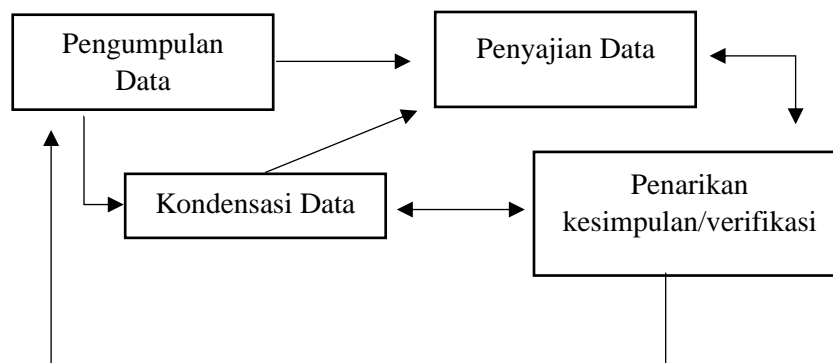 Pengumpulan
Data
Penyajian Data
Kondensasi Data
Penarikan
kesimpulan/verifikasi